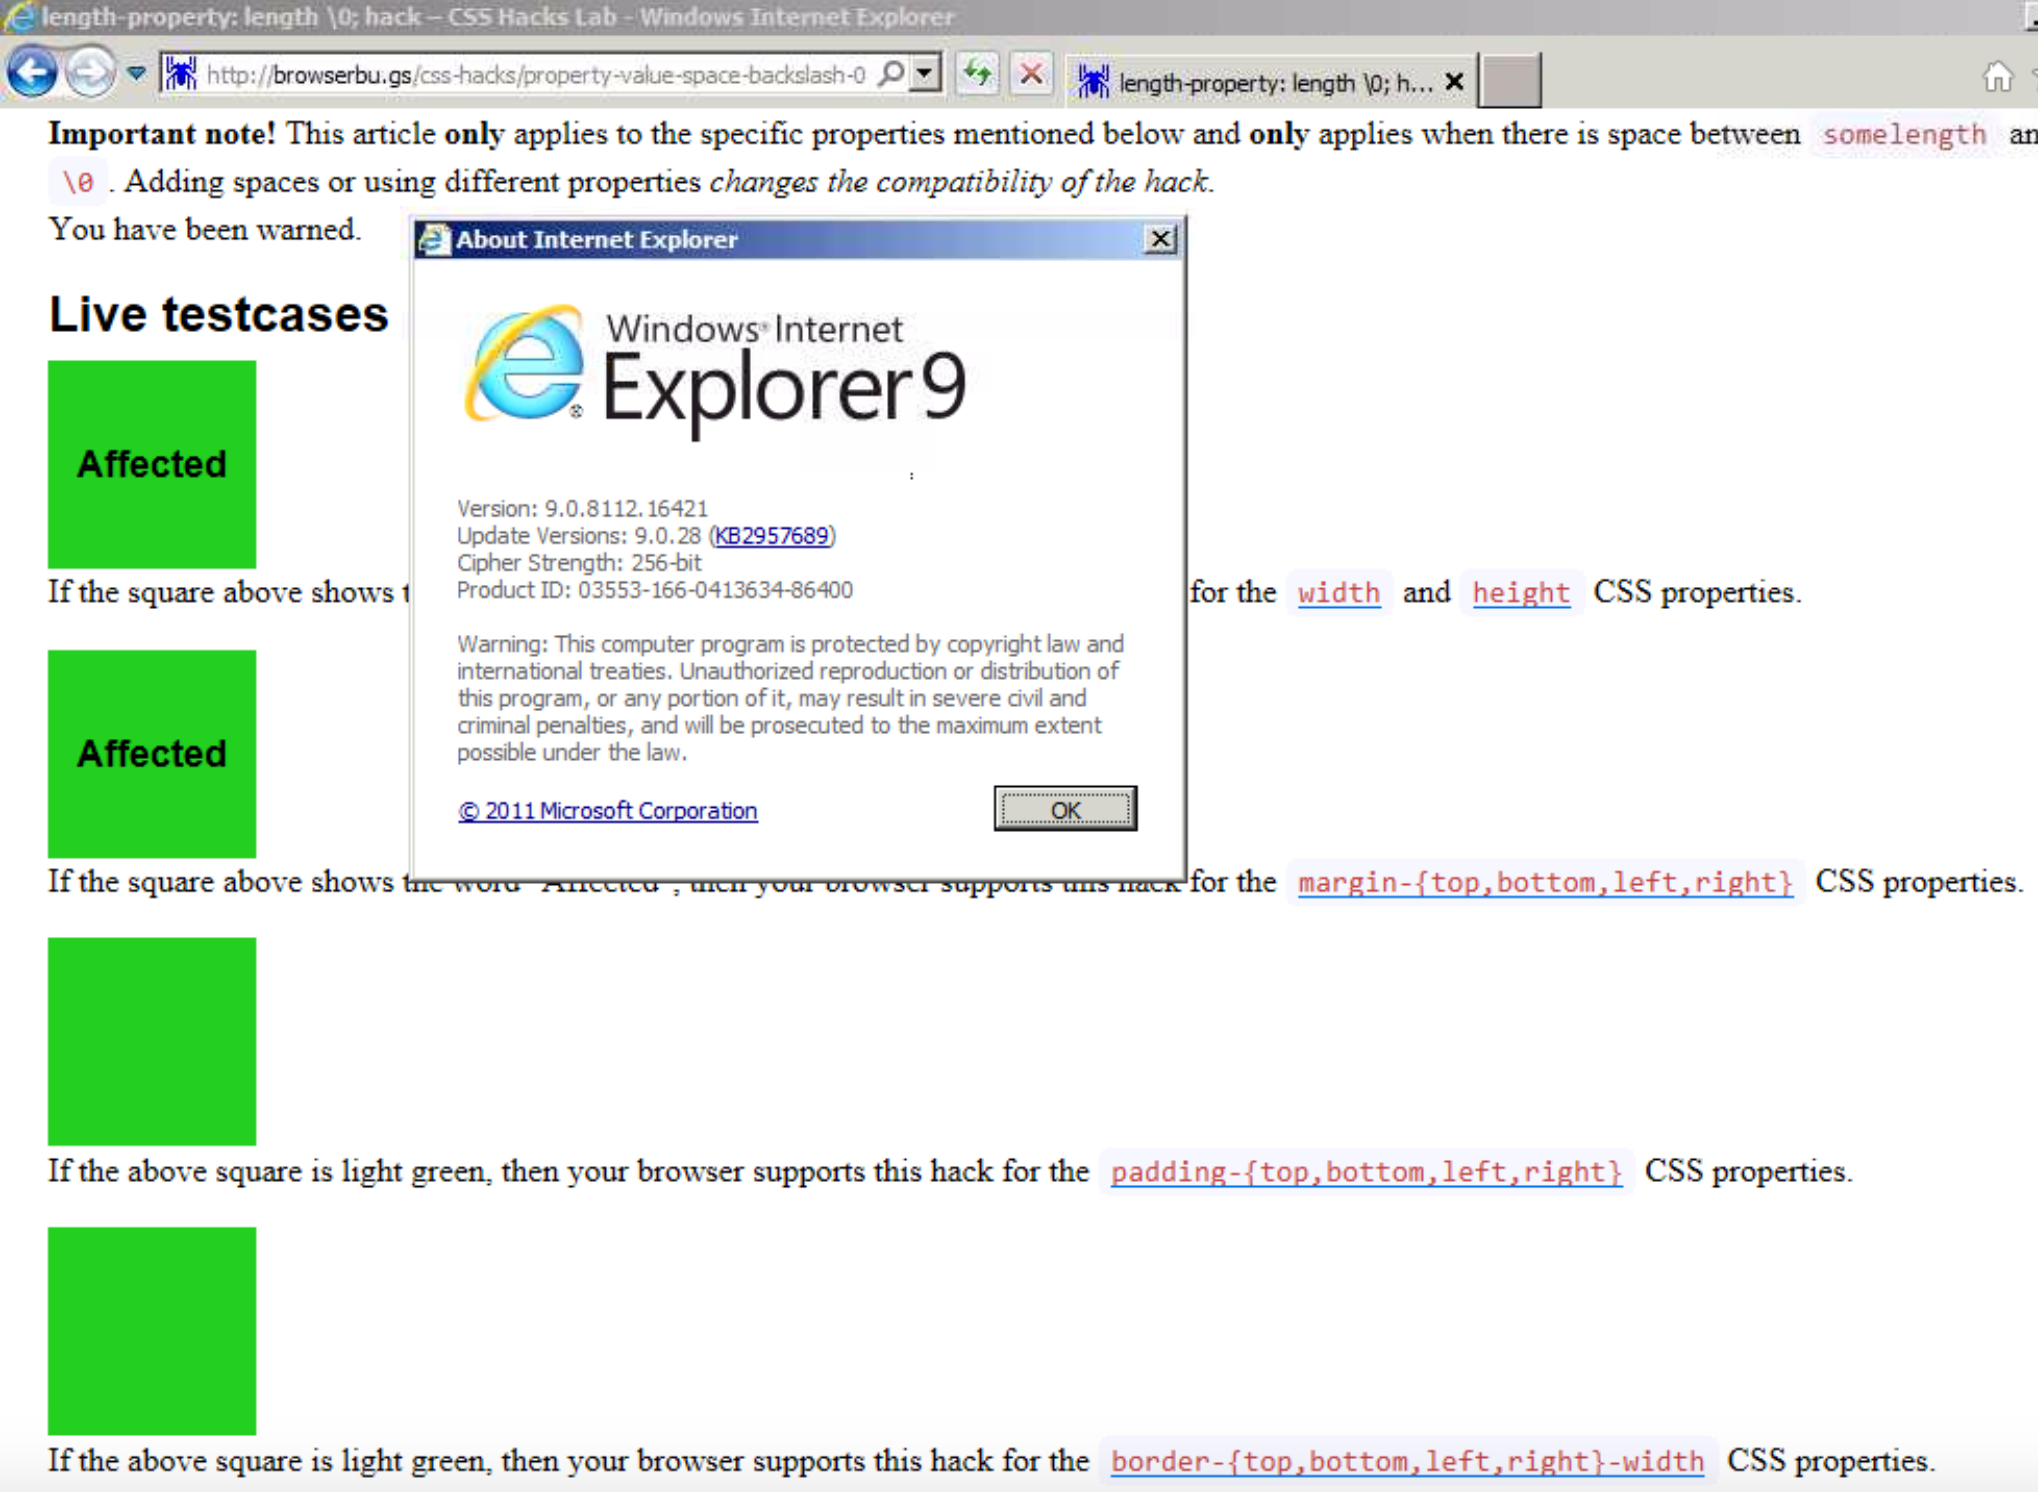 length-property: length \0; hack – CSS Hacks Lab - Windows Internet Explorer
http://browserbu.gs/css-hacks/property-value-space-backslash-0
length-property: length \0; h...
Important note! This article only applies to the specific properties mentioned below and only applies when there is space between somelength an
\0 . Adding spaces or using different properties changes the compatibility of the hack.
You have been warned.
About Internet Explorer
Live testcases
Windows® Internet
Explorer 9
Affected
Version: 9.0.8112.16421
Update Versions: 9.0.28 (KB2957689)
Cipher Strength: 256-bit
Product ID: 03553-166-0413634-86400
If the square above shows t
for the width and height CSS properties.
Warning: This computer program is protected by copyright law and
international treaties. Unauthorized reproduction or distribution of
this program, or any portion of it, may result in severe civil and
criminal penalties, and will be prosecuted to the maximum extent
possible under the law.
Affected
© 2011 Microsoft Corporation
OK
If the square above shows the word "Affected", then your browser supports this hack for the margin-{top,bottom,left,right} CSS properties.
If the above square is light green, then your browser supports this hack for the padding-{top,bottom,left,right} CSS properties.
If the above square is light green, then your browser supports this hack for the border-{top,bottom,left,right}-width CSS properties.